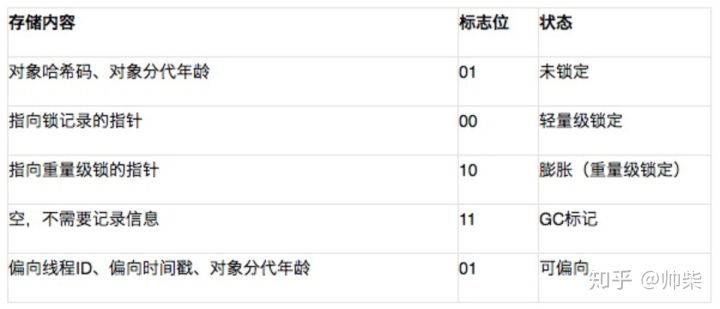 存储内容 标志位 状态
对象哈希码、对象分代年龄 01 未锁定
指向锁记录的指针 00 轻量级锁定
指向重量级锁的指针 10 膨胀（重量级锁定）
空，不需要记录信息 11 GC标记
偏向线程ID、偏向时间戳、对象分代年龄 01 可偏向
知乎 @帅柴